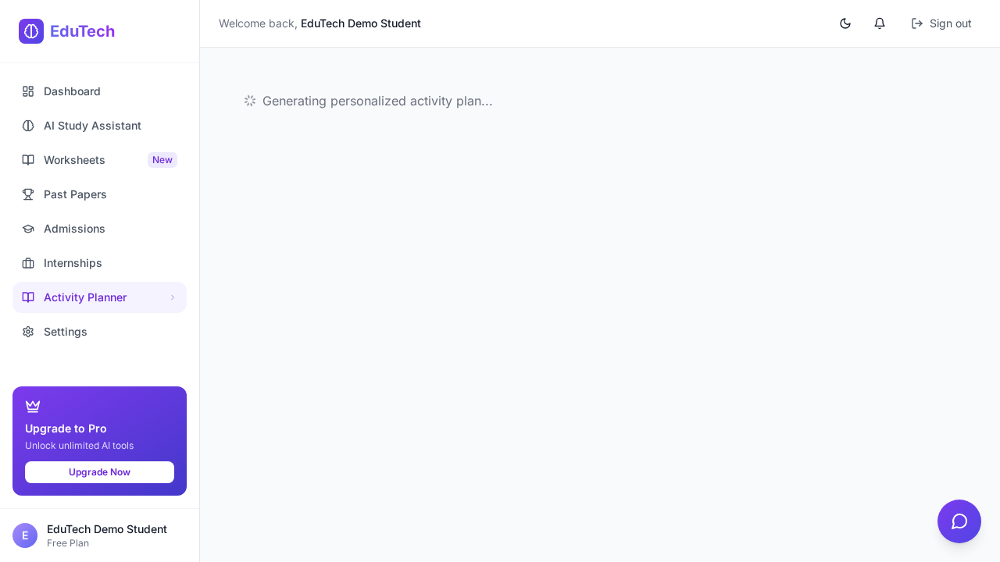 EduTech
Welcome back, EduTech Demo Student
Sign out
Dashboard
AI Study Assistant
Worksheets New
Past Papers
Admissions
Internships
Activity Planner
Settings
Generating personalized activity plan...
Upgrade to Pro
Unlock unlimited AI tools
Upgrade Now
E
EduTech Demo Student
Free Plan